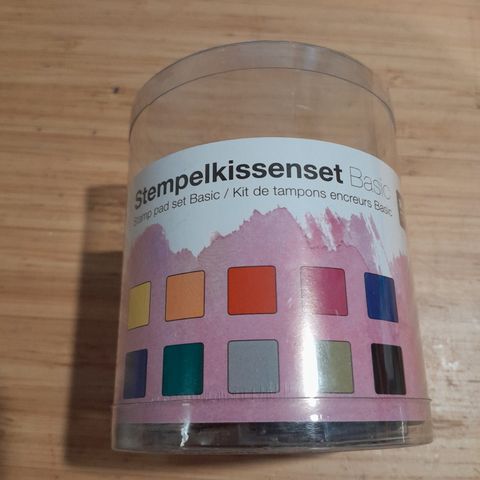 Stempelkissenset Basic
Stamp pad set Basic / Kit de tampons encreurs Basic